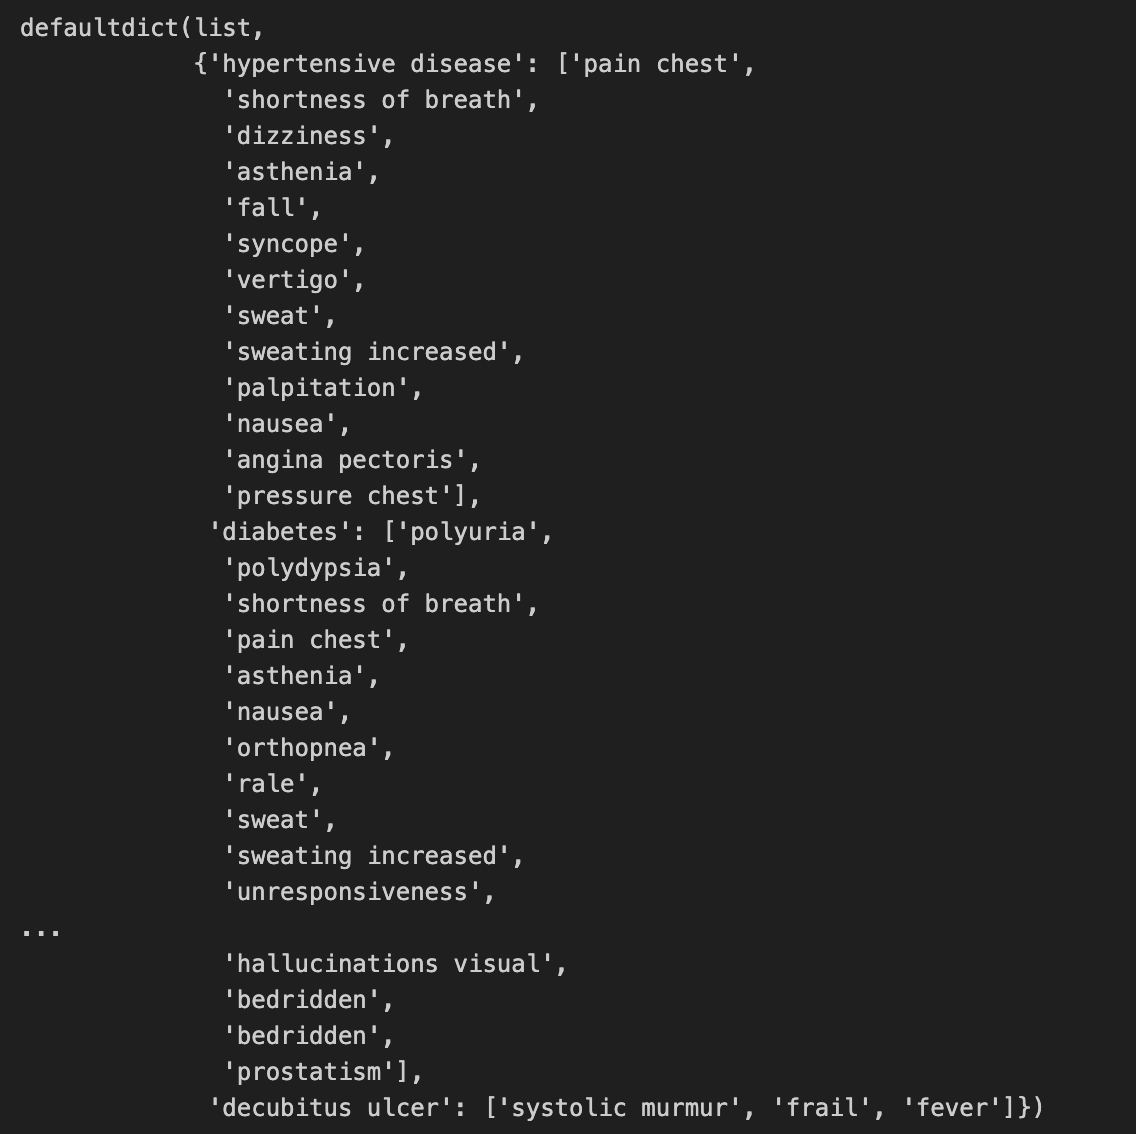 defaultdict(list,
{'hypertensive disease': ['pain chest',
'shortness of breath',
'dizziness',
'asthenia',
'fall',
'syncope',
'vertigo',
'sweat',
'sweating increased',
'palpitation',
'nausea',
'angina pectoris',
'pressure chest'],
'diabetes': ['polyuria',
'polydypsia',
'shortness of breath',
'pain chest',
'asthenia',
'nausea',
'orthopnea',
'rale',
'sweat',
'sweating increased',
'unresponsiveness',
...
'hallucinations visual',
'bedridden',
'bedridden',
'prostatism'],
'decubitus ulcer': ['systolic murmur', 'frail', 'fever']})